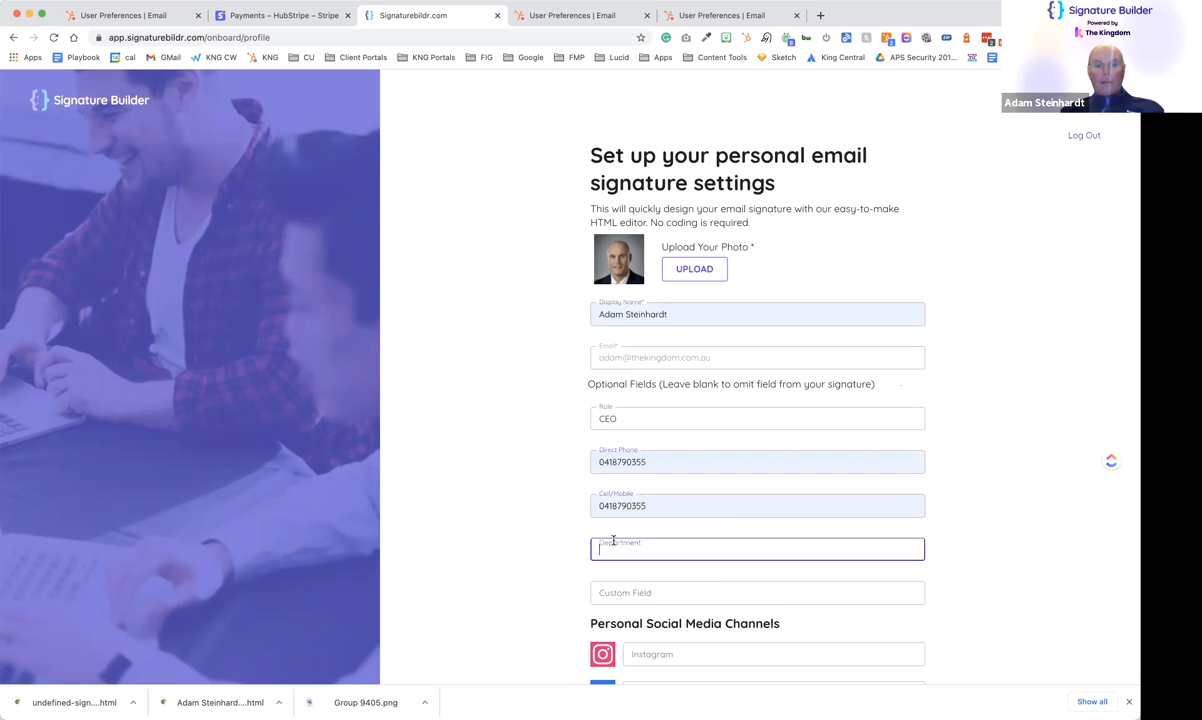 User Preferences | Email
Payments – HubStripe – Stripe
Signaturebildr.com
User Preferences | Email
User Preferences | Email
app.signaturebildr.com/onboard/profile
Apps
Playbook
cal
GMail
KNG CW
KNG
CU
Client Portals
KNG Portals
FIG
Google
FMP
Lucid
Apps
Content Tools
Sketch
King Central
APS Security 201...
Signature Builder
Powered by
The Kingdom
Adam Steinhardt
Signature Builder
Log Out
Set up your personal email
signature settings
This will quickly design your email signature with our easy-to-make
HTML editor. No coding is required.
Upload Your Photo *
UPLOAD
Display Name*
Adam Steinhardt
Email*
adam@thekingdom.com.au
Optional Fields (Leave blank to omit field from your signature)
Role
CEO
Direct Phone
0418790355
Cell/Mobile
0418790355
Department
Custom Field
Personal Social Media Channels
Instagram
undefined-sign....html
Adam Steinhard....html
Group 9405.png
Show all